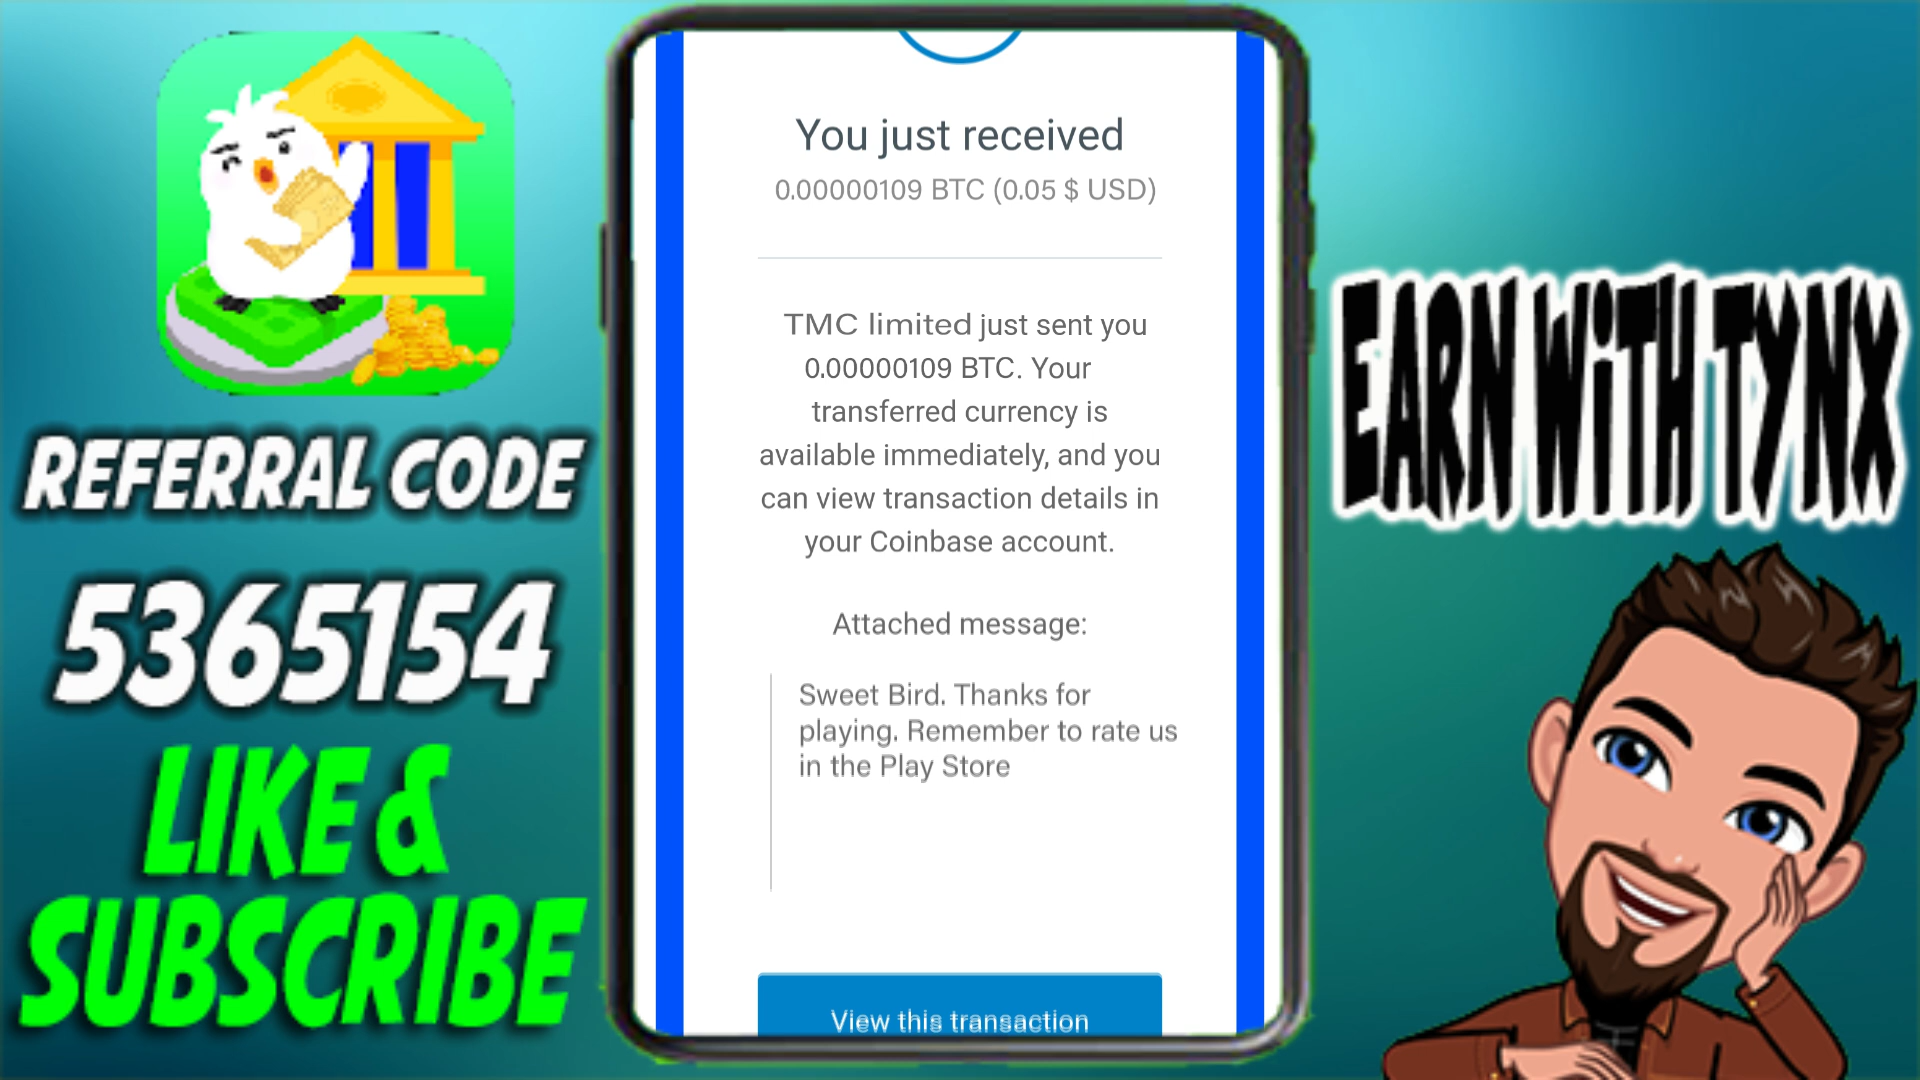 REFERRAL CODE
5365154
LIKE &
SUBSCRIBE
You just received
0.00000109 BTC (0.05 $ USD)
TMC limited just sent you
0.00000109 BTC. Your
transferred currency is
available immediately, and you
can view transaction details in
your Coinbase account.
Attached message:
Sweet Bird. Thanks for
playing. Remember to rate us
in the Play Store
View this transaction
EARN WiTH TYNX